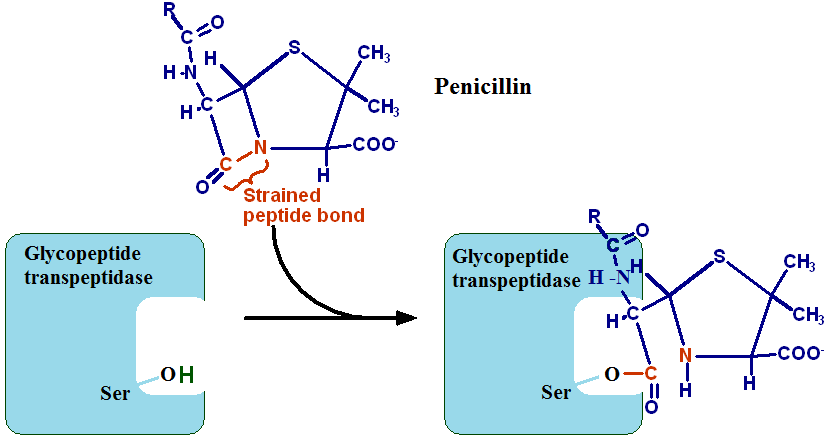 R
C
O
H
H-N
S
CH3
H-C
CH3
N
COO-
C
O
H
Penicillin
Strained
peptide bond
Glycopeptide
transpeptidase
OH
Ser
Glycopeptide
transpeptidase
R
C
O
H -N
H
S
CH3
H-C
CH3
N
H
COO-
H
Ser
O
C
O